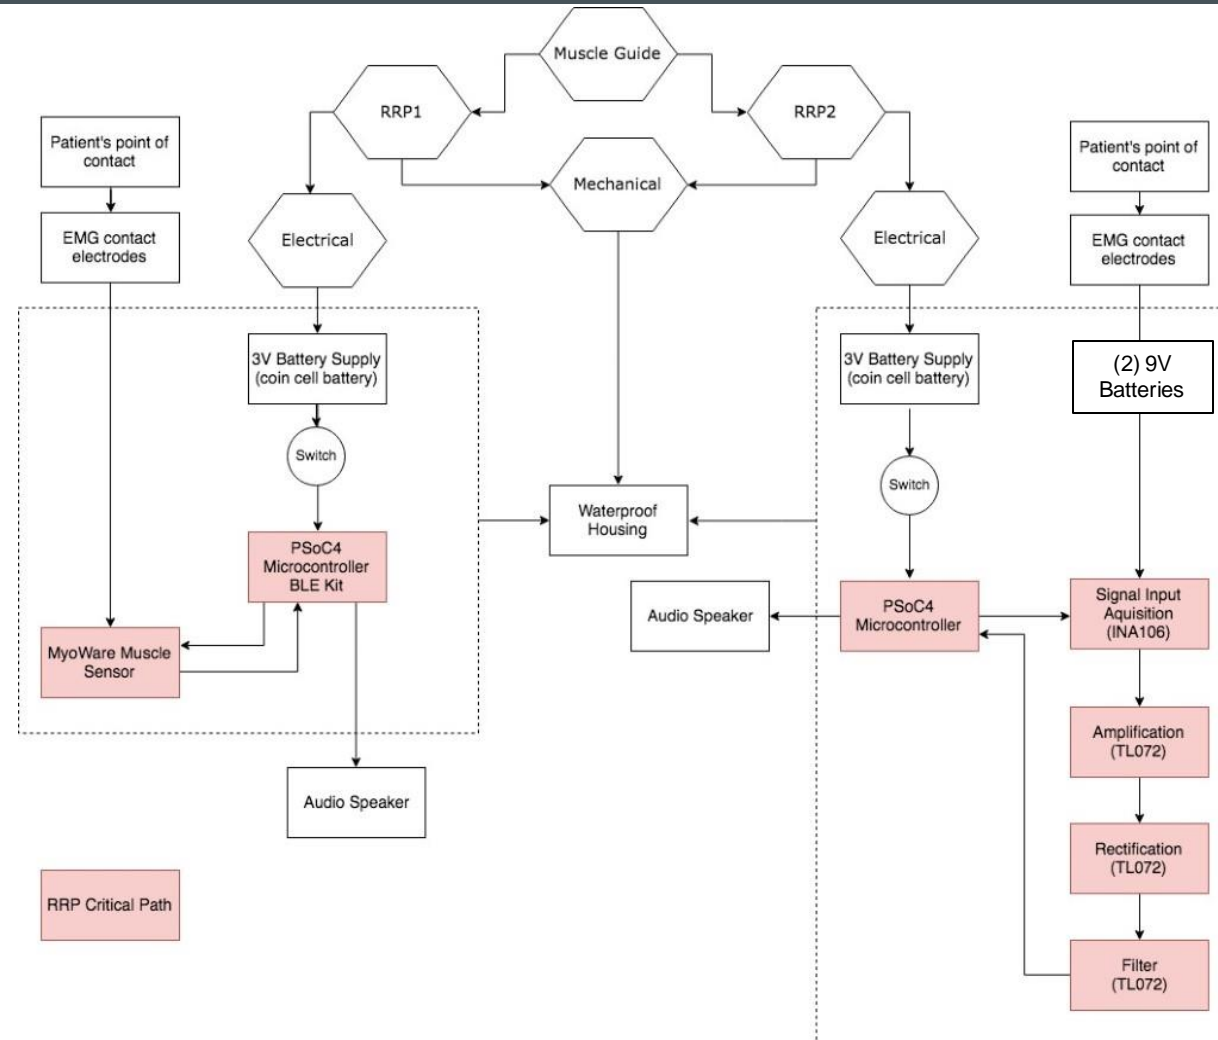 Muscle Guide
RRP1
RRP2
Patient's point of
contact
Mechanical
Patient's point of
contact
EMG contact
electrodes
Electrical
Electrical
EMG contact
electrodes
3V Battery Supply
(coin cell battery)
3V Battery Supply
(coin cell battery)
(2) 9V
Batteries
Switch
Switch
Waterproof
Housing
PSoC4
Microcontroller
BLE Kit
Audio Speaker
PSoC4
Microcontroller
Signal Input
Aquisition
(INA106)
MyoWare Muscle
Sensor
Amplification
(TL072)
Audio Speaker
Rectification
(TL072)
RRP Critical Path
Filter
(TL072)